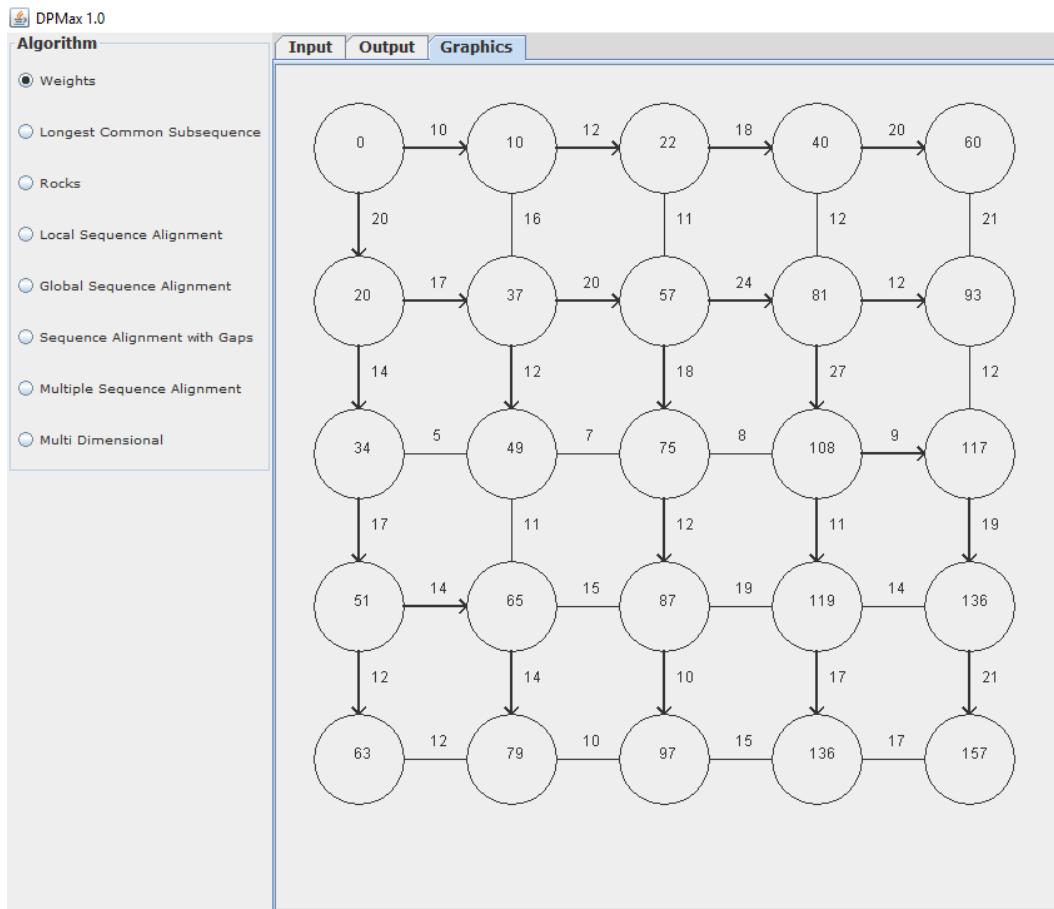 DPMax 1.0
Algorithm
Weights
Longest Common Subsequence
Rocks
Local Sequence Alignment
Global Sequence Alignment
Sequence Alignment with Gaps
Multiple Sequence Alignment
Multi Dimensional
Input Output Graphics
10 12 18 20
0 10 22 40 60
20 16 11 12 21
17 20 24 12
20 37 57 81 93
14 12 18 27 12
5 7 8 9
34 49 75 108 117
17 11 12 11 19
14 15 19 14
51 65 87 119 136
12 14 10 17 21
12 10 15 17
63 79 97 136 157